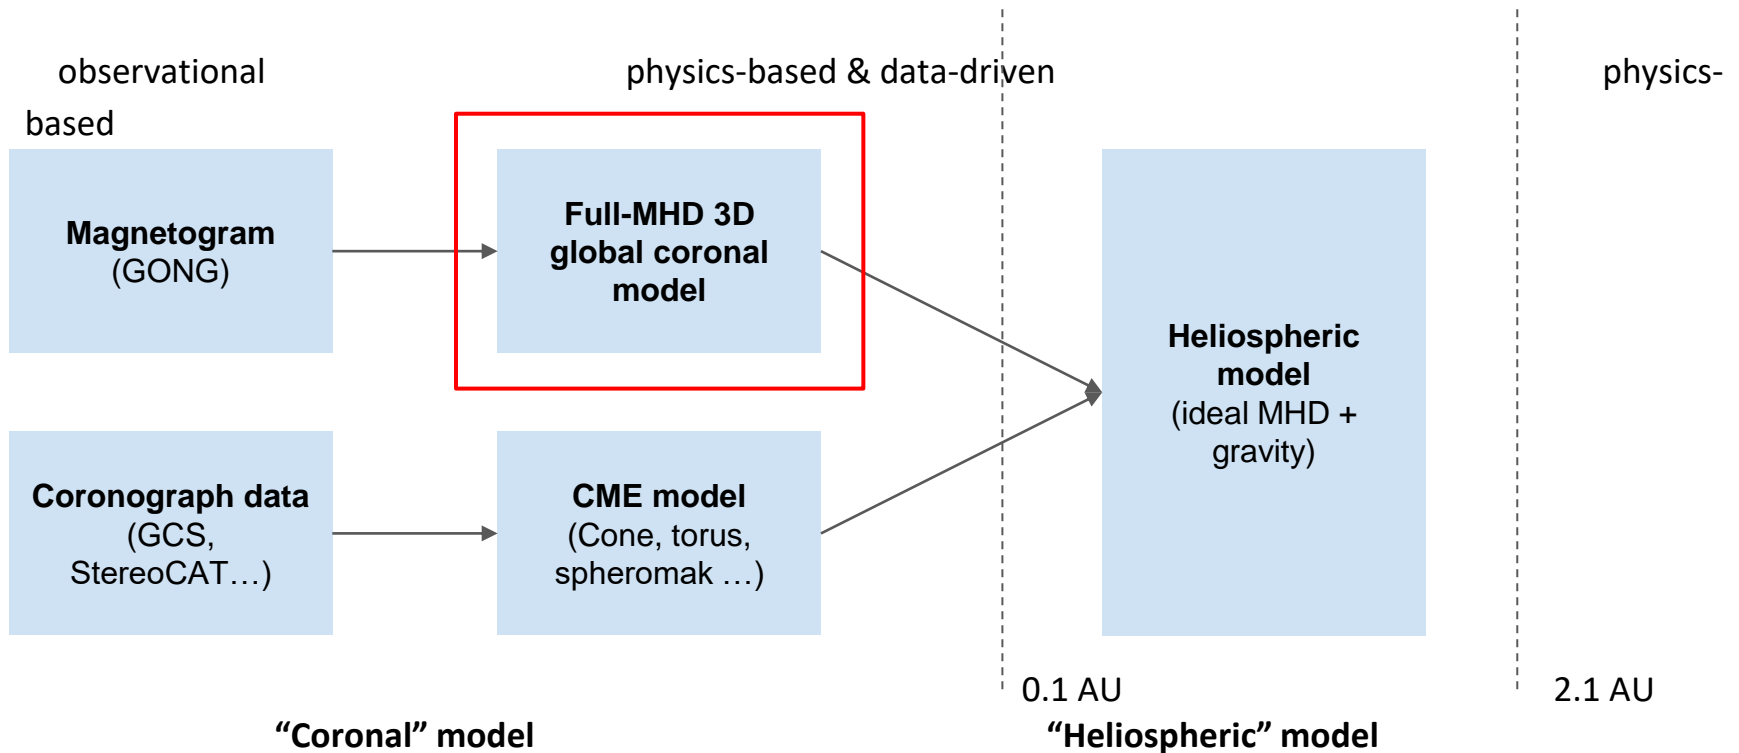 observational physics-based & data-driven physics-
based
Magnetogram
(GONG)
Full-MHD 3D
global coronal
model
Heliospheric
model
(ideal MHD +
gravity)
Coronograph data
(GCS,
StereoCAT…)
CME model
(Cone, torus,
spheromak …)
0.1 AU
2.1 AU
“Coronal” model
“Heliospheric” model